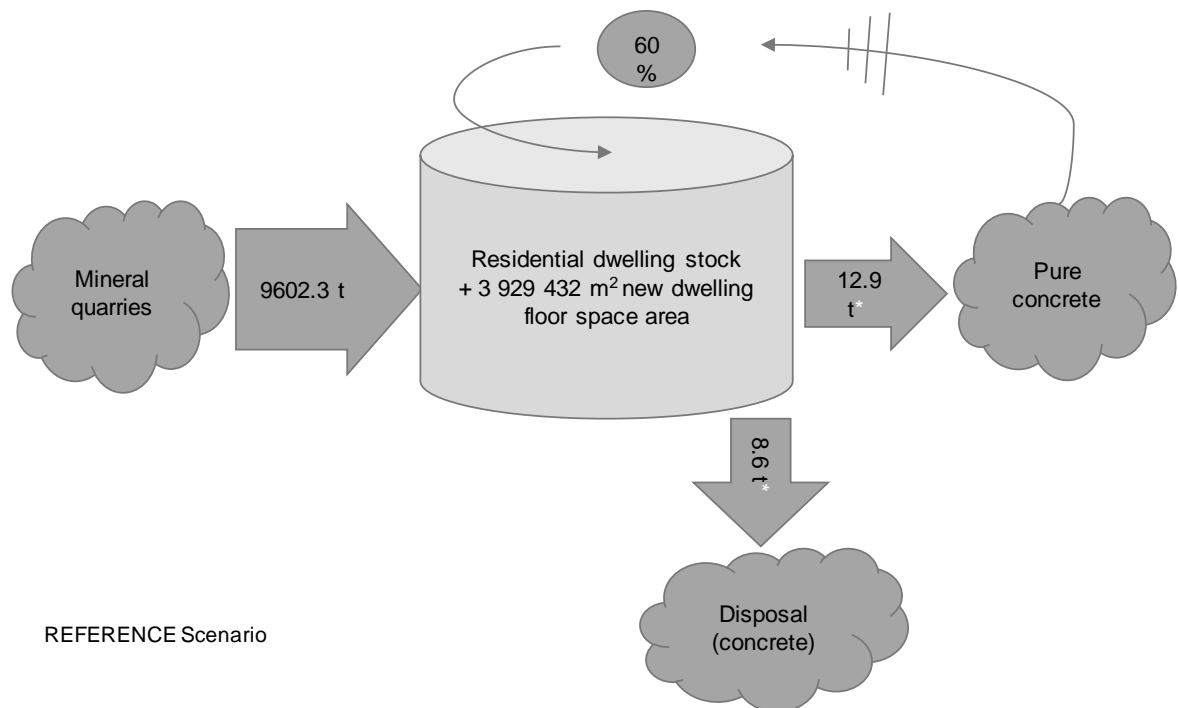 60
%
Mineral
quarries
9602.3 t
Residential dwelling stock
+ 3 929 432 m² new dwelling
floor space area
12.9
t*
Pure
concrete
8.6 t*
Disposal
(concrete)
REFERENCE Scenario